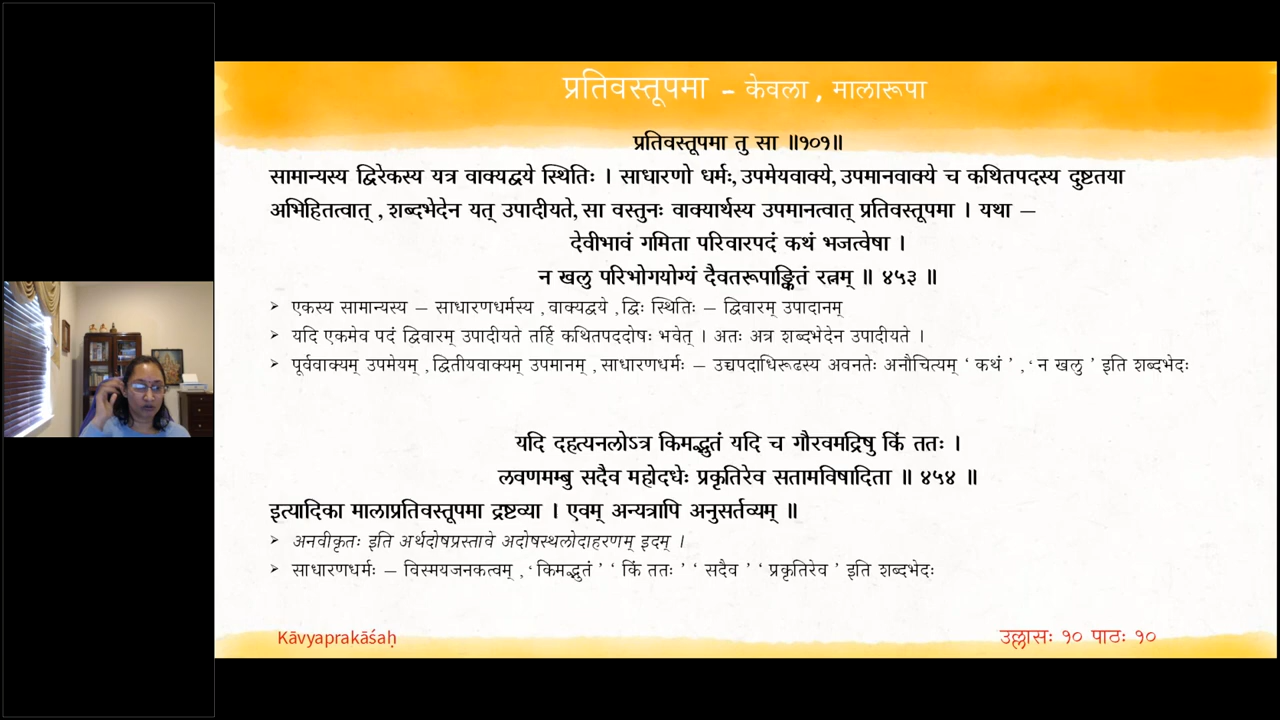 प्रतिवस्तूपमा – केवला , मालारूपा
प्रतिवस्तूपमा तु सा ॥१०१॥
सामान्यस्य द्विरेकस्य यत्र वाक्यद्वये स्थितिः । साधारणो धर्मः, उपमेयवाक्ये, उपमानवाक्ये च कथितपदस्य दुष्टतया
अभिहितत्वात् , शब्दभेदेन यत् उपादीयते, सा वस्तुनः वाक्यार्थस्य उपमानत्वात् प्रतिवस्तूपमा । यथा –
देवीभावं गमिता परिवारपदं कथं भजत्वेषा ।
न खलु परिभोगयोग्यं दैवतरूपाङ्कितं रत्नम् ॥ ४५३ ॥
➢ एकस्य सामान्यस्य – साधारणधर्मस्य , वाक्यद्वये , द्विः स्थितिः – द्विवारम् उपादानम्
➢ यदि एकमेव पदं द्विवारम् उपादीयते तर्हि कथितपददोषः भवेत् । अतः अत्र शब्दभेदेन उपादीयते ।
➢ पूर्ववाक्यम् उपमेयम् , द्वितीयवाक्यम् उपमानम् , साधारणधर्मः – उच्चपदाधिरूढस्य अवनतेः अनौचित्यम् ‘ कथं ’ , ‘ न खलु ’ इति शब्दभेदः
यदि दहत्यनलोऽत्र किमद्भुतं यदि च गौरवमद्रिषु किं ततः ।
लवणमम्बु सदैव महोदधेः प्रकृतिरेव सतामविषादिता ॥ ४५४ ॥
इत्यादिका मालाप्रतिवस्तूपमा द्रष्टव्या । एवम् अन्यत्रापि अनुसर्तव्यम् ॥
➢ अनवीकृतः इति अर्थदोषप्रस्तावे अदोषस्थलोदाहरणम् इदम् ।
➢ साधारणधर्मः – विस्मयजनकत्वम् , ‘ किमद्भुतं ’ ‘ किं ततः ’ ‘ सदैव ’ ‘ प्रकृतिरेव ’ इति शब्दभेदः
Kāvyaprakāśaḥ
उल्लासः १० पाठः १०